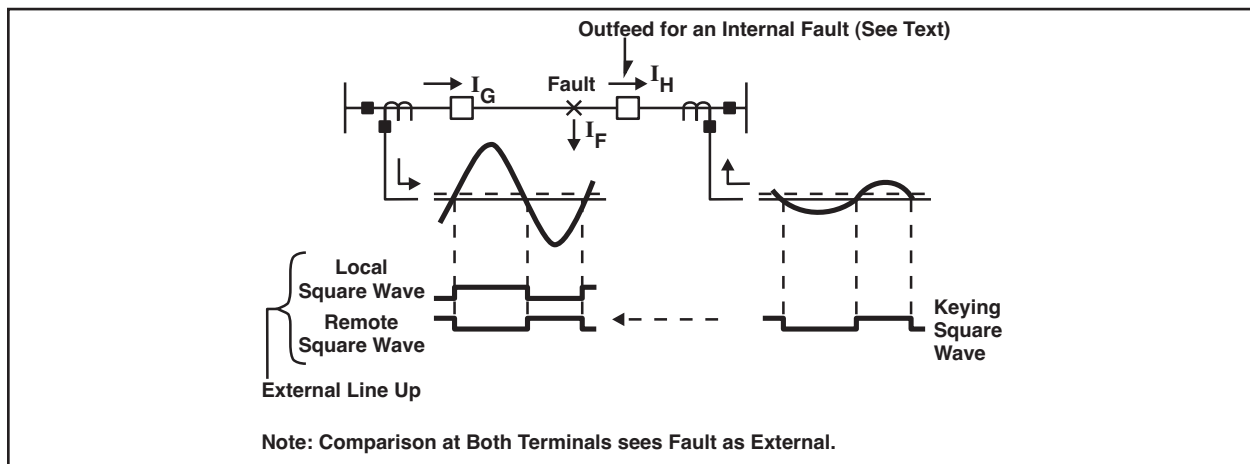 Outfeed for an Internal Fault (See Text)
I_G
Fault
I_H
I_F
Local
Square Wave
Remote
Square Wave
Keying
Square
Wave
External Line Up
Note: Comparison at Both Terminals sees Fault as External.